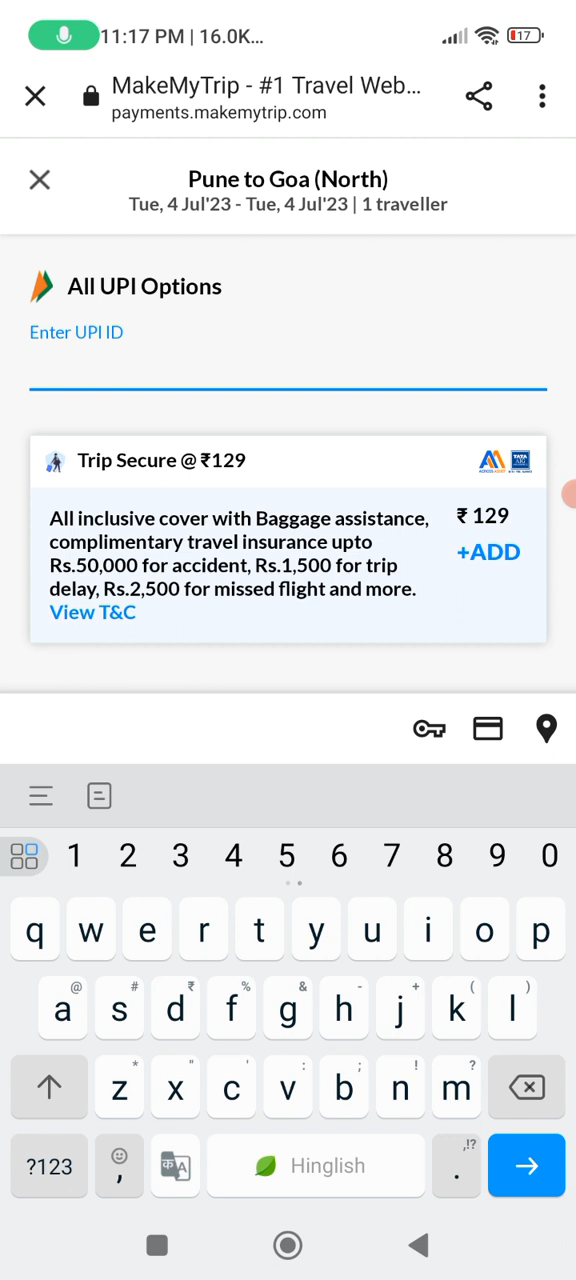 11:17 PM | 16.0K...
17
MakeMyTrip - #1 Travel Web...
payments.makemytrip.com
Pune to Goa (North)
Tue, 4 Jul'23 - Tue, 4 Jul'23 | 1 traveller
All UPI Options
Enter UPI ID
Trip Secure @ ₹129
TATA
AIG
All inclusive cover with Baggage assistance,
complimentary travel insurance upto
Rs.50,000 for accident, Rs.1,500 for trip
delay, Rs.2,500 for missed flight and more.
View T&C
₹ 129
+ADD
1 2 3 4 5 6 7 8 9 0
q w e r t y u i o p
@ # ₹ % & - + ( )
a s d f g h j k l
* " ' : ; ! ?
z x c v b n m
?123 , क A Hinglish ,!? .